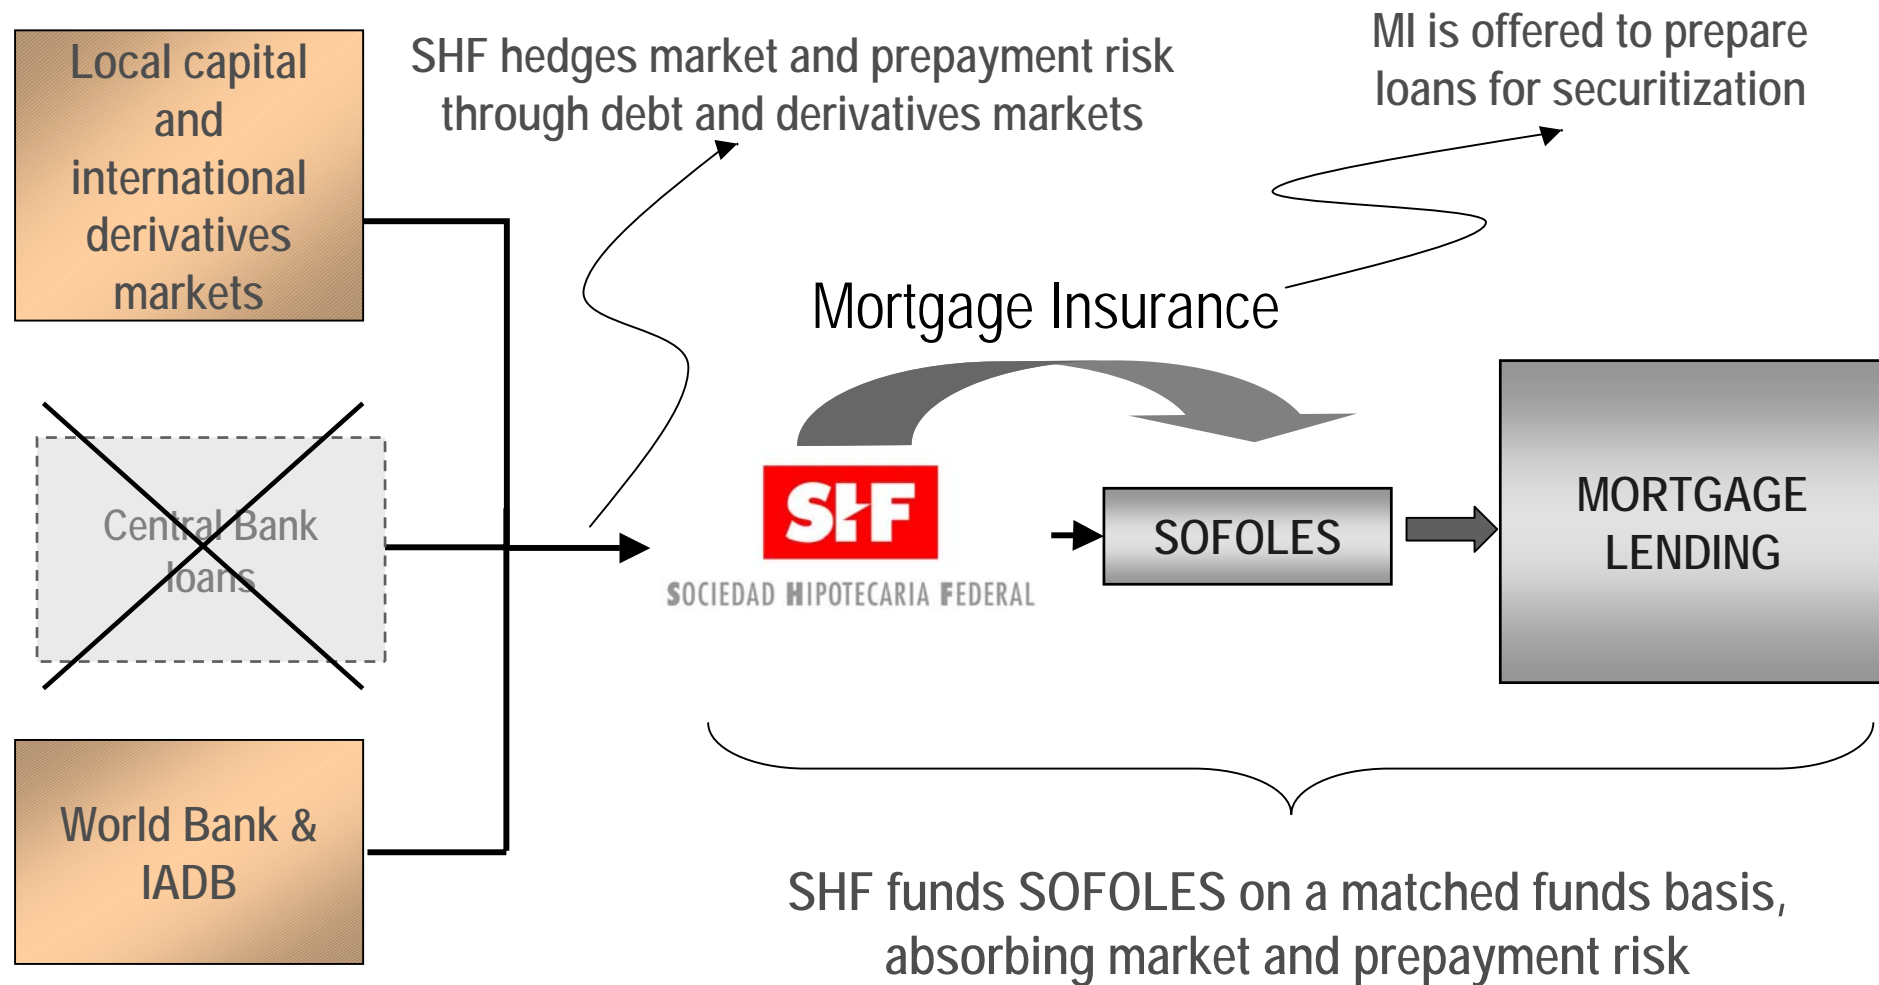 Local capital
and
international
derivatives
markets
SHF hedges market and prepayment risk
through debt and derivatives markets
MI is offered to prepare
loans for securitization
Mortgage Insurance
Central Bank
loans
SHF
SOCIEDAD HIPOTECARIA FEDERAL
SOFOLES
MORTGAGE
LENDING
World Bank &
IADB
SHF funds SOFOLES on a matched funds basis,
absorbing market and prepayment risk